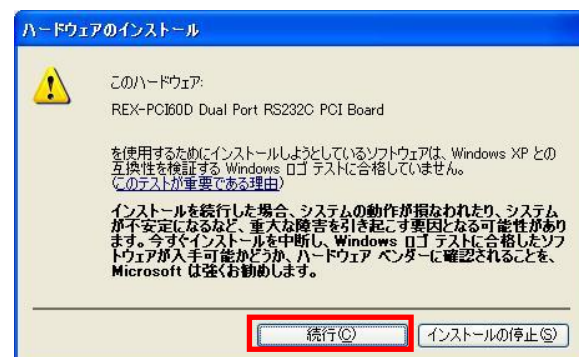 ハードウェアのインストール
このハードウェア:
REX-PCI60D Dual Port RS232C PCI Board
を使用するためにインストールしようとしているソフトウェアは、Windows XP との
互換性を検証する Windows ロゴ テストに合格していません。
(このテストが重要である理由)
インストールを続行した場合、システムの動作が損なわれたり、システム
が不安定になるなど、重大な障害を引き起こす要因となる可能性があり
ます。今すぐインストールを中断し、Windows ロゴ テストに合格したソフ
トウェアが入手可能かどうか、ハードウェア ベンダーに確認されることを、
Microsoft は強くお勧めします。
続行(C)
インストールの停止(S)